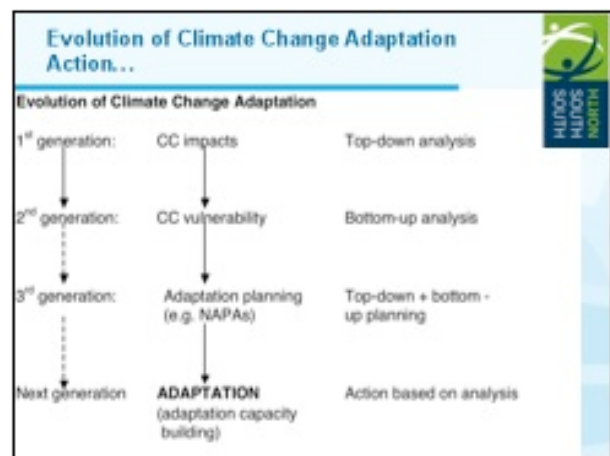 Evolution of Climate Change Adaptation
Action...
SOUTH
SOUTH
NORTH
Evolution of Climate Change Adaptation
1st generation: CC impacts Top-down analysis
2nd generation: CC vulnerability Bottom-up analysis
3rd generation: Adaptation planning Top-down + bottom -
(e.g. NAPAs) up planning
Next generation ADAPTATION Action based on analysis
(adaptation capacity
building)